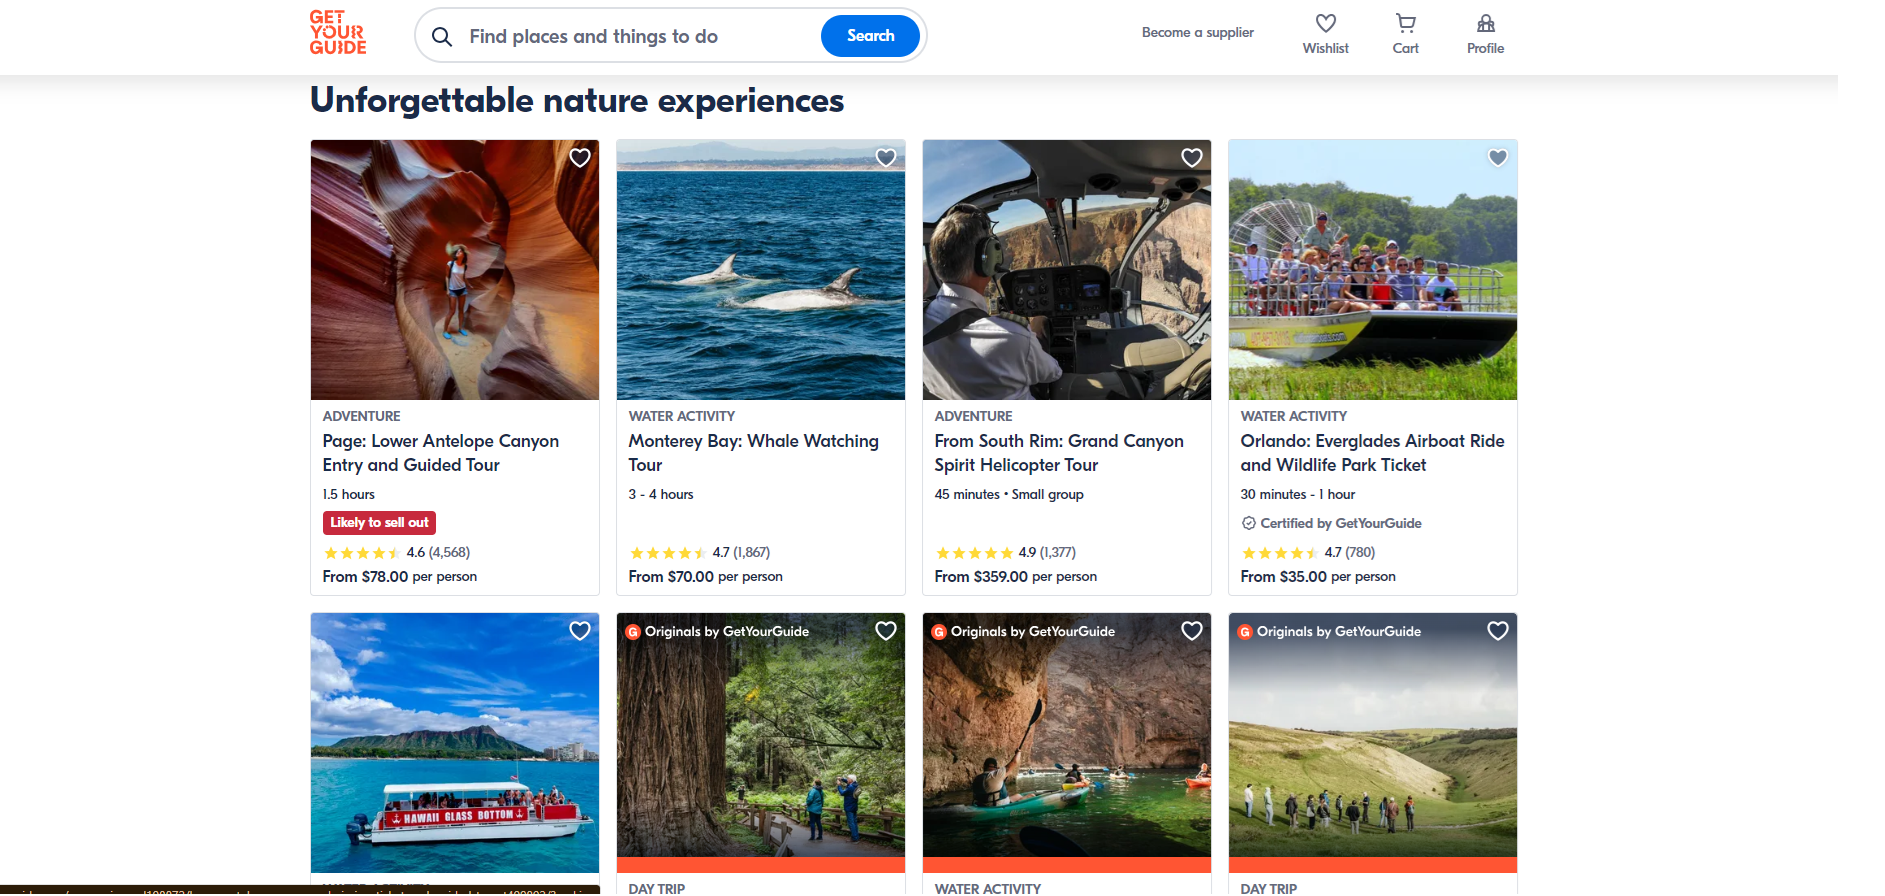 GET
YOUR
GUIDE
Find places and things to do
Search
Become a supplier
Wishlist
Cart
Profile
Unforgettable nature experiences
ADVENTURE
Page: Lower Antelope Canyon
Entry and Guided Tour
1.5 hours
Likely to sell out
4.6 (4,568)
From $78.00 per person
WATER ACTIVITY
Monterey Bay: Whale Watching
Tour
3 - 4 hours
4.7 (1,867)
From $70.00 per person
ADVENTURE
From South Rim: Grand Canyon
Spirit Helicopter Tour
45 minutes • Small group
4.9 (1,377)
From $359.00 per person
WATER ACTIVITY
Orlando: Everglades Airboat Ride
and Wildlife Park Ticket
30 minutes - 1 hour
Certified by GetYourGuide
4.7 (780)
From $35.00 per person
HAWAII GLASS BOTTOM
G Originals by GetYourGuide
DAY TRIP
G Originals by GetYourGuide
WATER ACTIVITY
G Originals by GetYourGuide
DAY TRIP